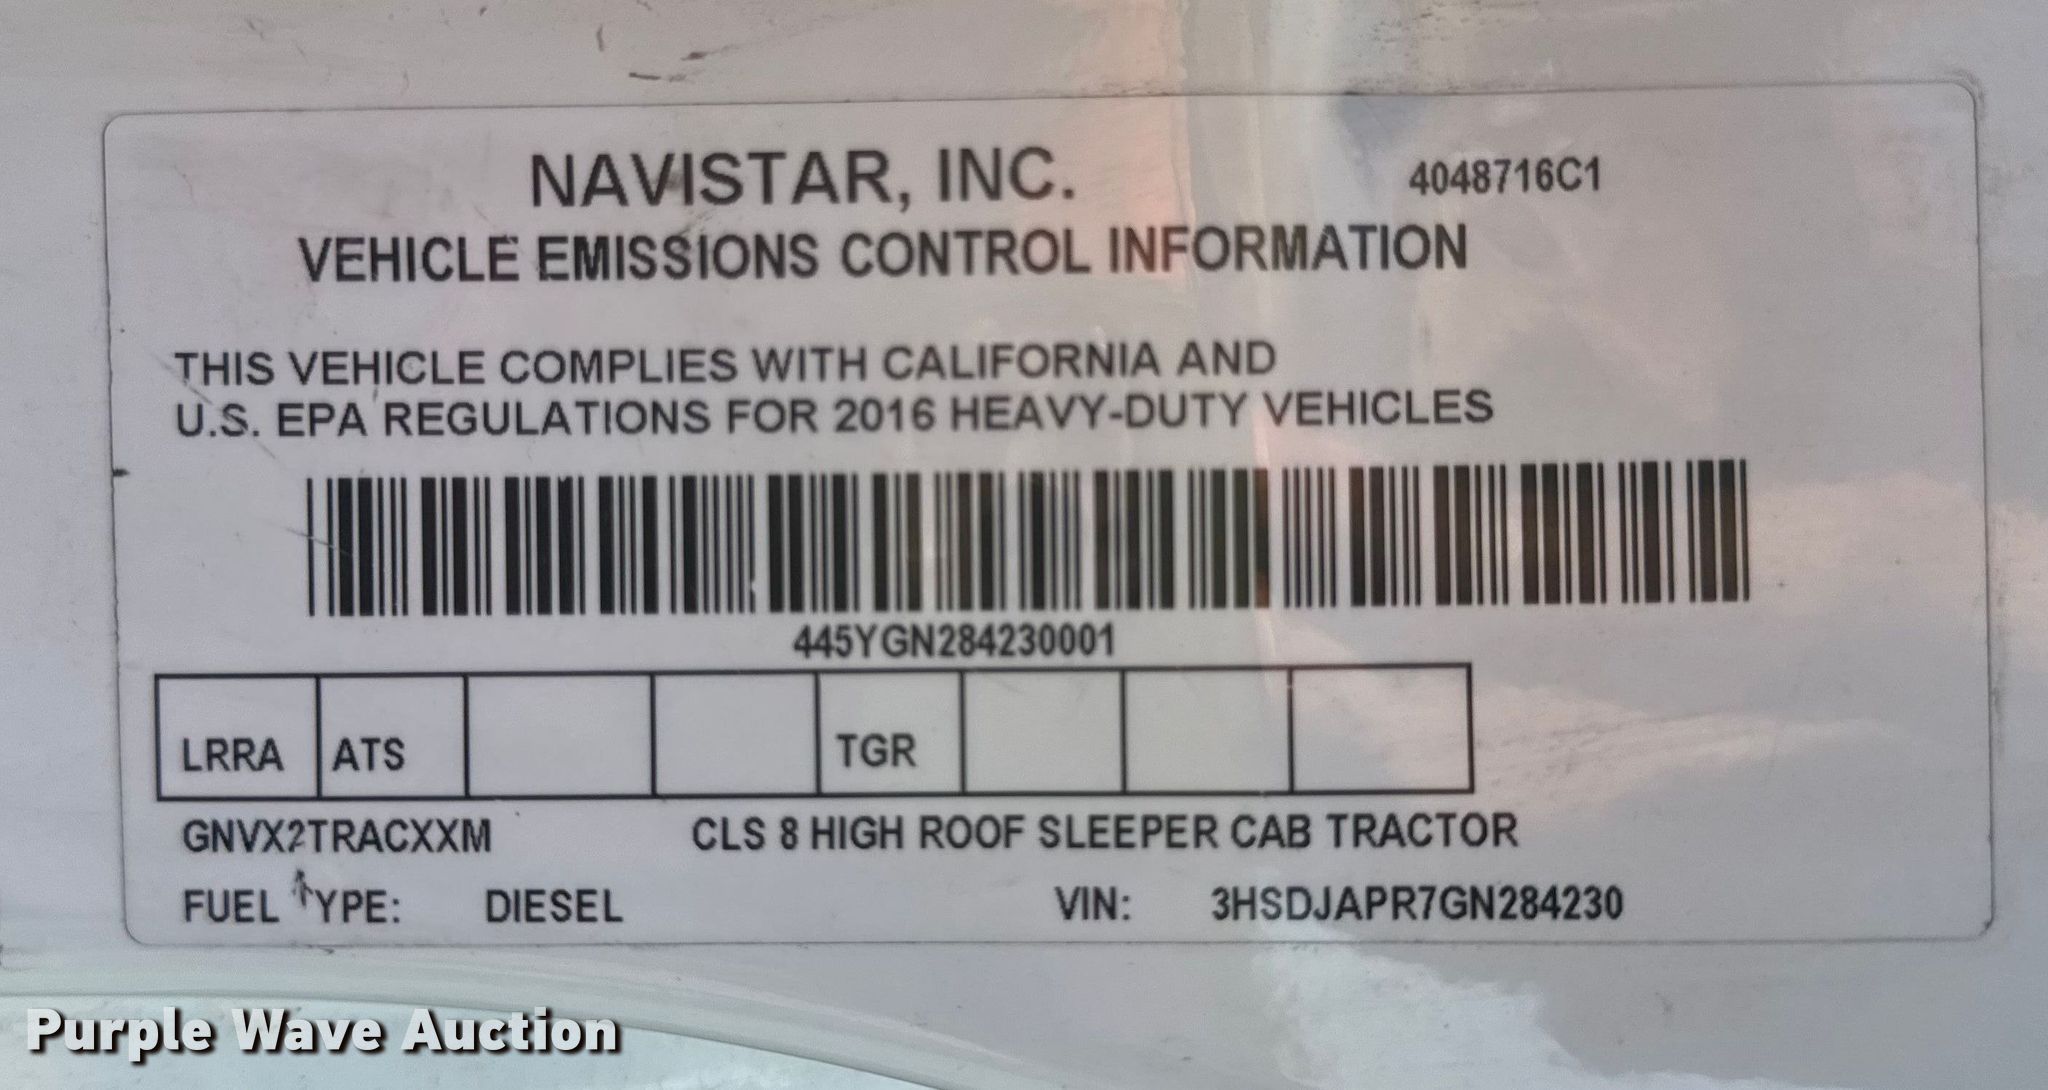 NAVISTAR, INC. 4048716C1
VEHICLE EMISSIONS CONTROL INFORMATION
THIS VEHICLE COMPLIES WITH CALIFORNIA AND
U.S. EPA REGULATIONS FOR 2016 HEAVY-DUTY VEHICLES
445YGN284230001
LRRA ATS TGR
GNVX2TRACXXM CLS 8 HIGH ROOF SLEEPER CAB TRACTOR
FUEL TYPE: DIESEL VIN: 3HSDJAPR7GN284230
Purple Wave Auction